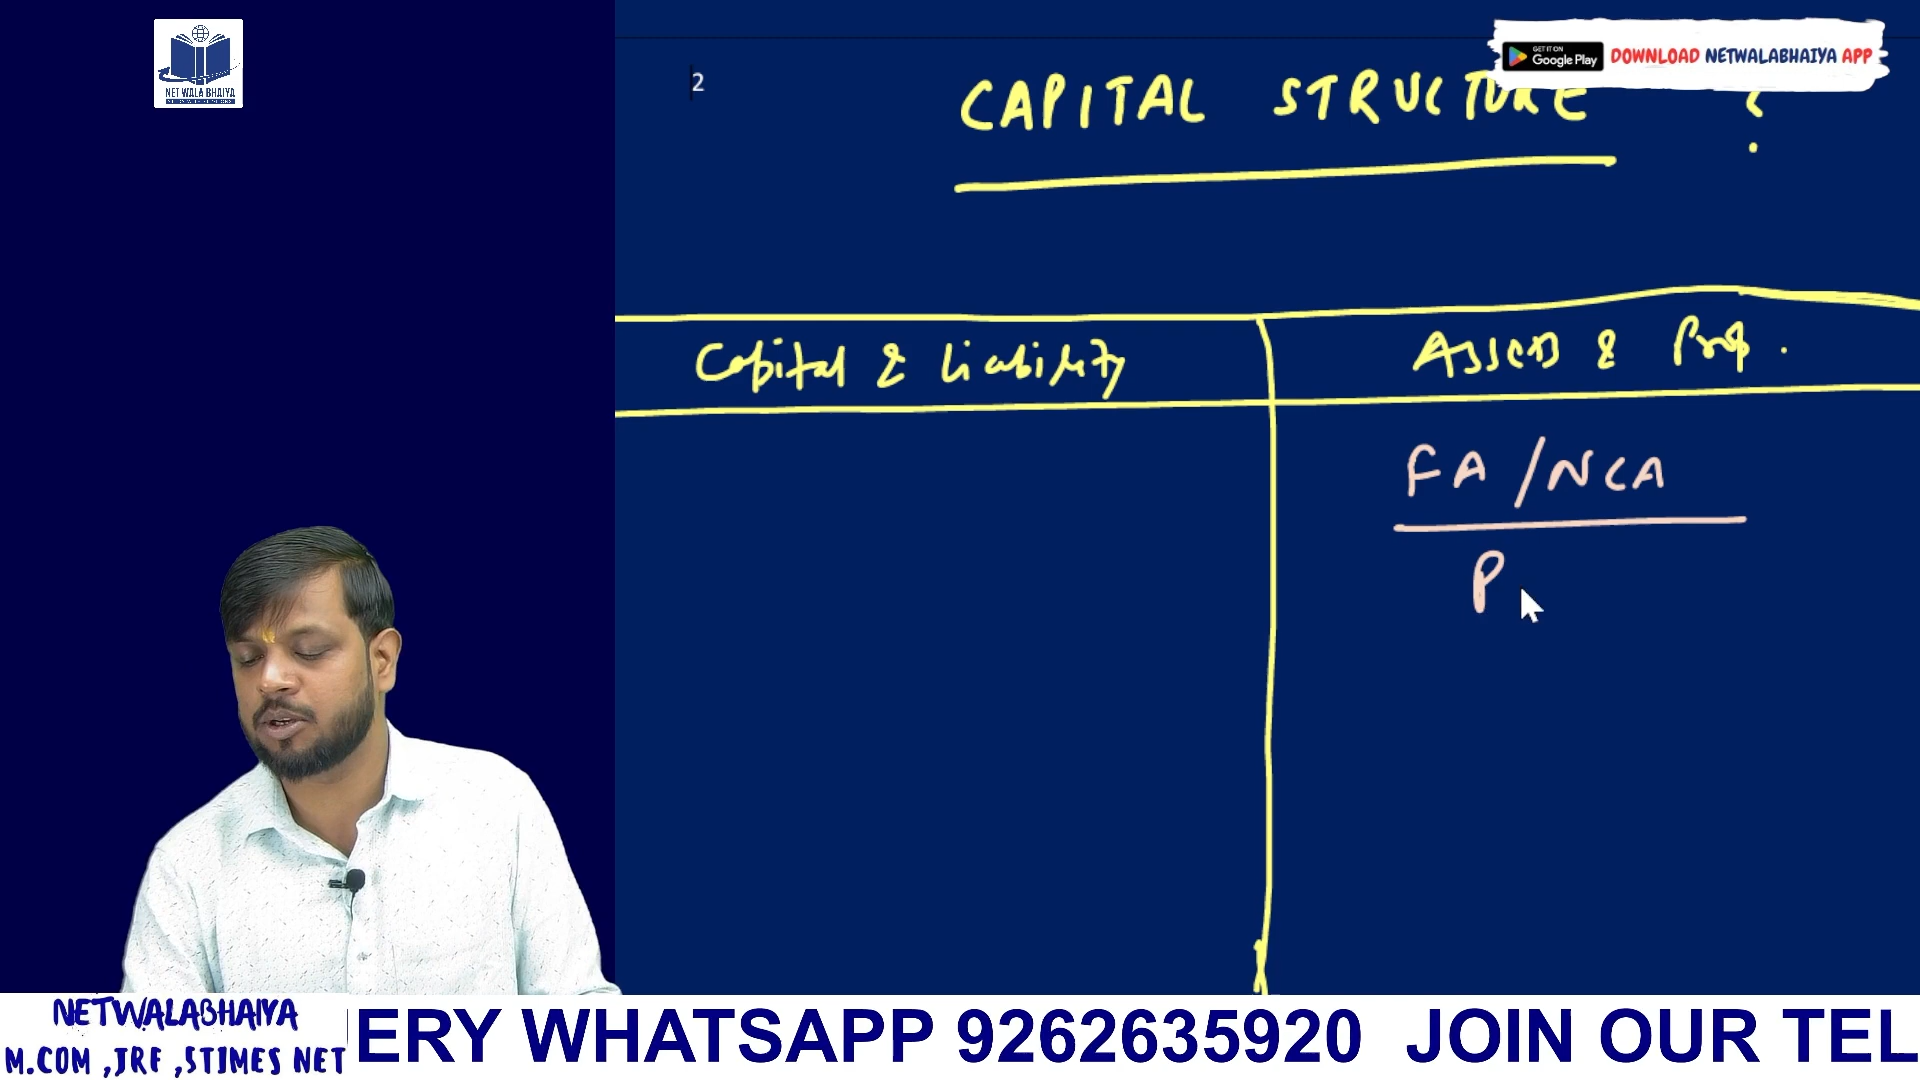 NET WALA BHAIYA
2
GET IT ON
Google Play
DOWNLOAD NETWALABHAIYA APP
CAPITAL STRUCTURE ?
Capital & Liability
Assets & Prop.
FA/NCA
P
NETWALABHAIYA
M.COM ,JRF ,5TIMES NET
ERY WHATSAPP 9262635920 JOIN OUR TEL